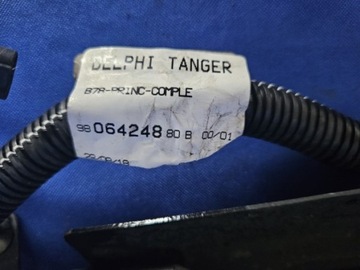 DELPHI TANGER
B78-PRINC-COMPLE
98 064248 80 B 00/01